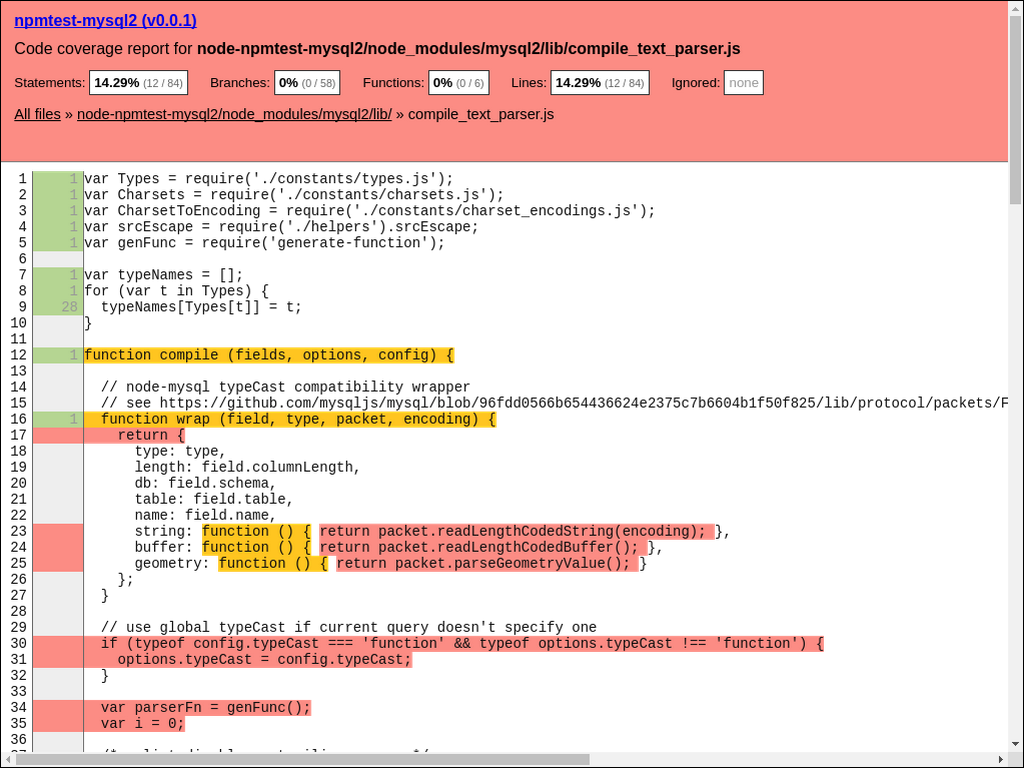 npmtest-mysql2 (v0.0.1)
Code coverage report for node-npmtest-mysql2/node_modules/mysql2/lib/compile_text_parser.js
Statements: 14.29% (12 / 84) Branches: 0% (0 / 58) Functions: 0% (0 / 6) Lines: 14.29% (12 / 84) Ignored: none
All files » node-npmtest-mysql2/node_modules/mysql2/lib/ » compile_text_parser.js
1 1 var Types = require('./constants/types.js');
2 1 var Charsets = require('./constants/charsets.js');
3 1 var CharsetToEncoding = require('./constants/charset_encodings.js');
4 1 var srcEscape = require('./helpers').srcEscape;
5 1 var genFunc = require('generate-function');
6
7 1 var typeNames = [];
8 1 for (var t in Types) {
9 28   typeNames[Types[t]] = t;
10 }
11
12 1 function compile (fields, options, config) {
13
14   // node-mysql typeCast compatibility wrapper
15   // see https://github.com/mysqljs/mysql/blob/96fdd0566b654436624e2375c7b6604b1f50f825/lib/protocol/packets/F
16 1   function wrap (field, type, packet, encoding) {
17     return {
18       type: type,
19       length: field.columnLength,
20       db: field.schema,
21       table: field.table,
22       name: field.name,
23       string: function () { return packet.readLengthCodedString(encoding); },
24       buffer: function () { return packet.readLengthCodedBuffer(); },
25       geometry: function () { return packet.parseGeometryValue(); }
26     };
27   }
28
29   // use global typeCast if current query doesn't specify one
30   if (typeof config.typeCast === 'function' && typeof options.typeCast !== 'function') {
31     options.typeCast = config.typeCast;
32   }
33
34   var parserFn = genFunc();
35   var i = 0;
36